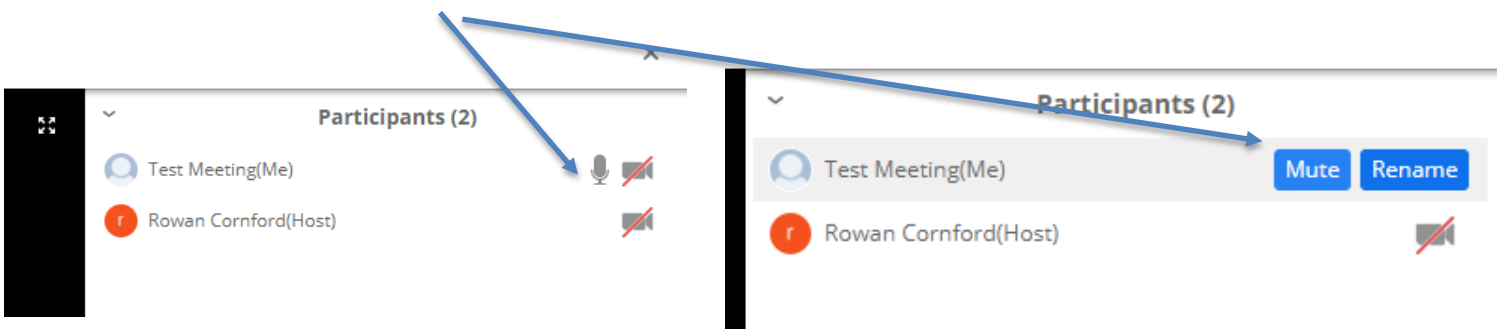 Participants (2)
Test Meeting(Me)
r Rowan Cornford(Host)
Participants (2)
Test Meeting(Me) Mute Rename
r Rowan Cornford(Host)